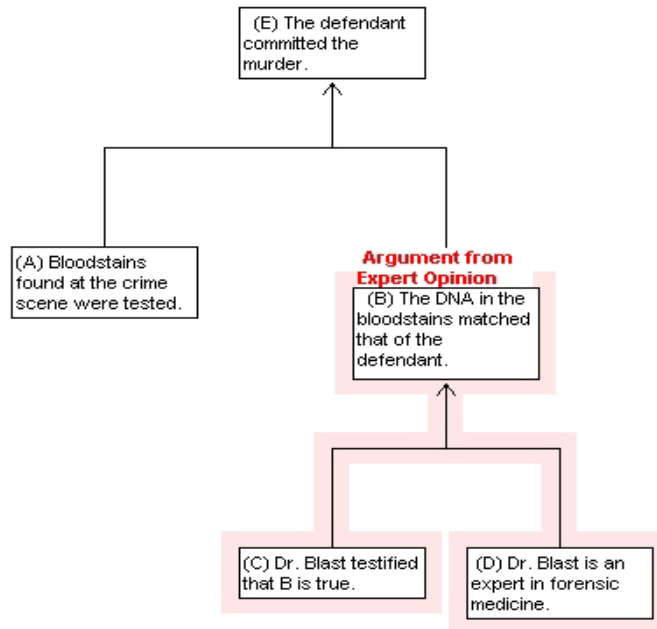 (E) The defendant
committed the
murder.
(A) Bloodstains
found at the crime
scene were tested.
Argument from
Expert Opinion
(B) The DNA in the
bloodstains matched
that of the
defendant.
(C) Dr. Blast testified
that B is true.
(D) Dr. Blast is an
expert in forensic
medicine.